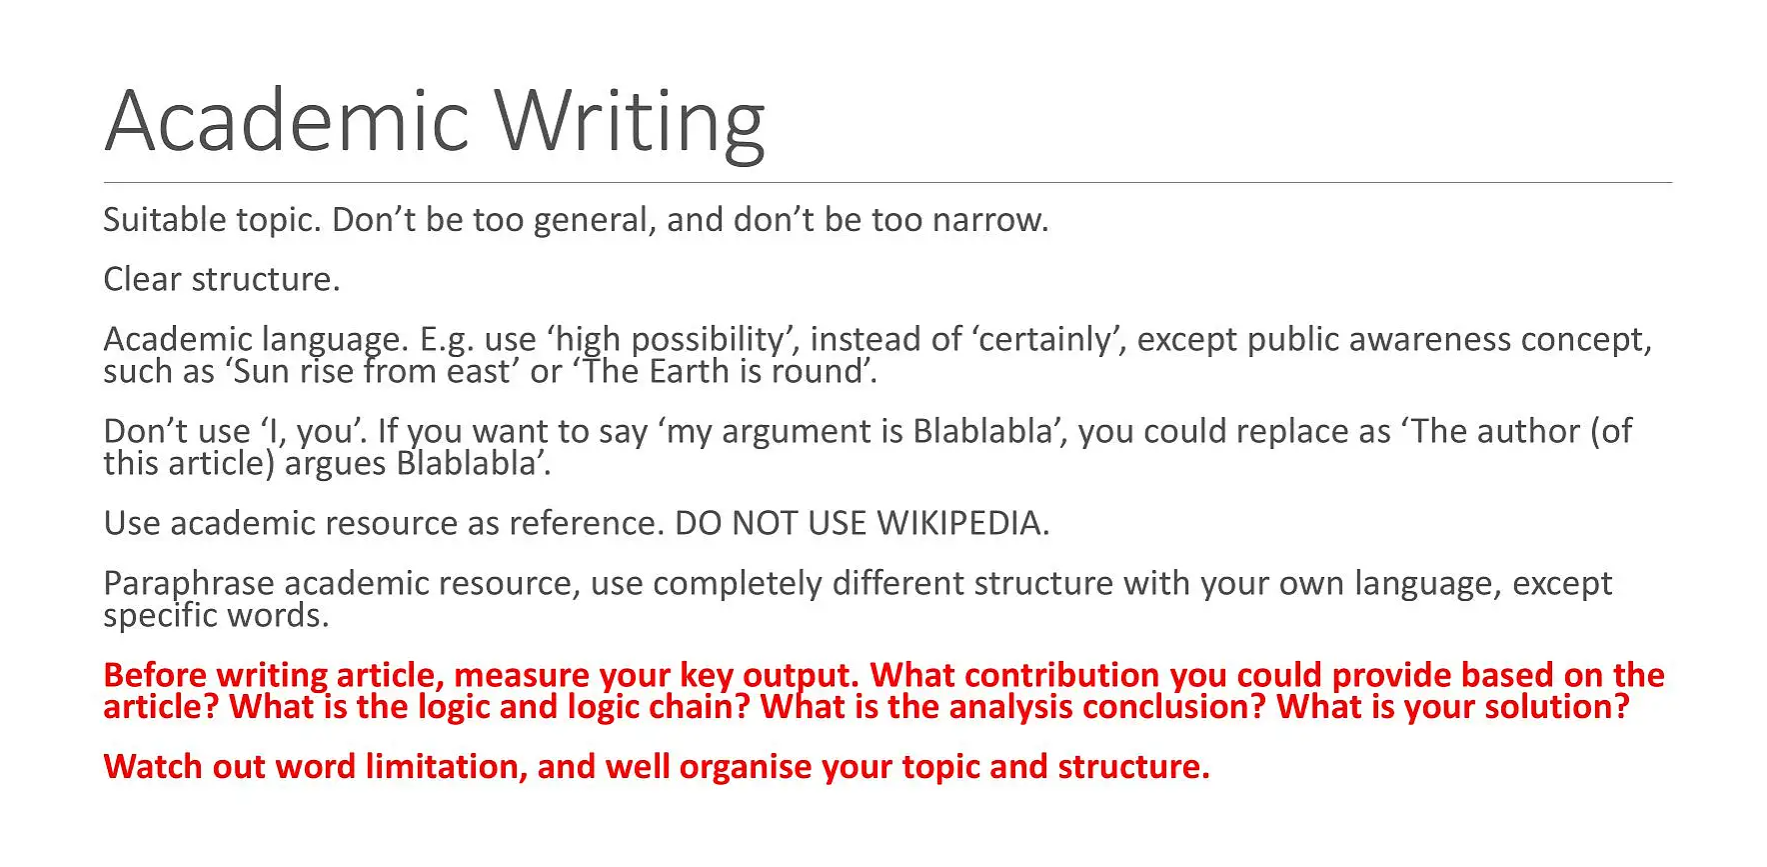 Academic Writing
Suitable topic. Don’t be too general, and don’t be too narrow.
Clear structure.
Academic language. E.g. use ‘high possibility’, instead of ‘certainly’, except public awareness concept,
such as ‘Sun rise from east’ or ‘The Earth is round’.
Don’t use ‘I, you’. If you want to say ‘my argument is Blablabla’, you could replace as ‘The author (of
this article) argues Blablabla’.
Use academic resource as reference. DO NOT USE WIKIPEDIA.
Paraphrase academic resource, use completely different structure with your own language, except
specific words.
Before writing article, measure your key output. What contribution you could provide based on the
article? What is the logic and logic chain? What is the analysis conclusion? What is your solution?
Watch out word limitation, and well organise your topic and structure.